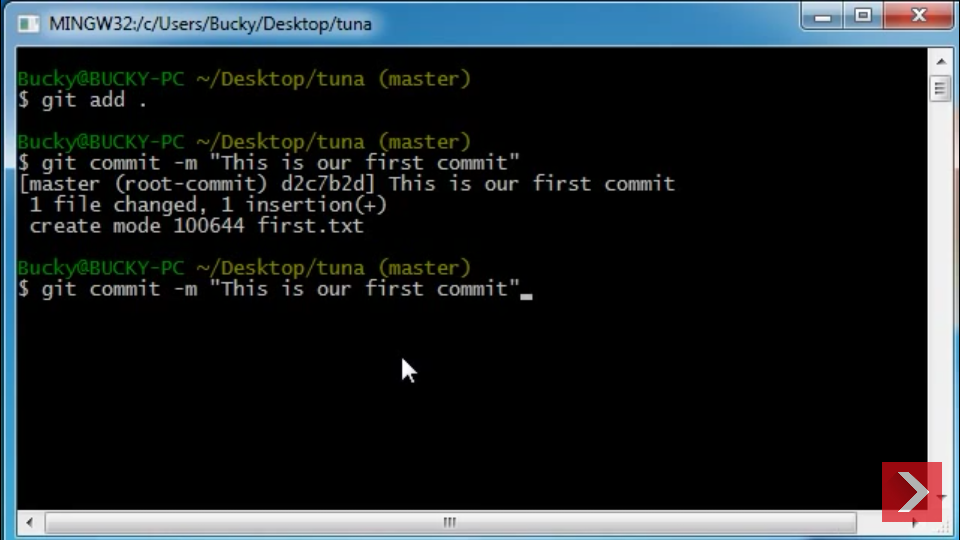 MINGW32:/c/Users/Bucky/Desktop/tuna
Bucky@BUCKY-PC ~/Desktop/tuna (master)
$ git add .
Bucky@BUCKY-PC ~/Desktop/tuna (master)
$ git commit -m "This is our first commit"
[master (root-commit) d2c7b2d] This is our first commit
1 file changed, 1 insertion(+)
create mode 100644 first.txt
Bucky@BUCKY-PC ~/Desktop/tuna (master)
$ git commit -m "This is our first commit"